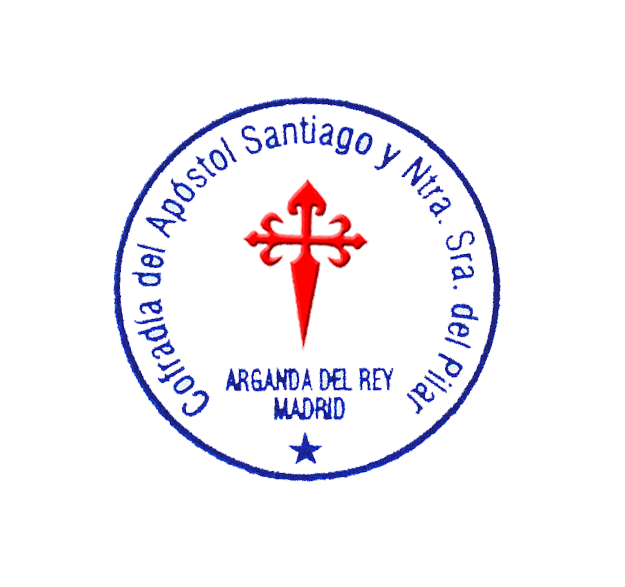 Cofradía del Apóstol Santiago y Ntra. Sra. del Pilar
ARGANDA DEL REY
MADRID